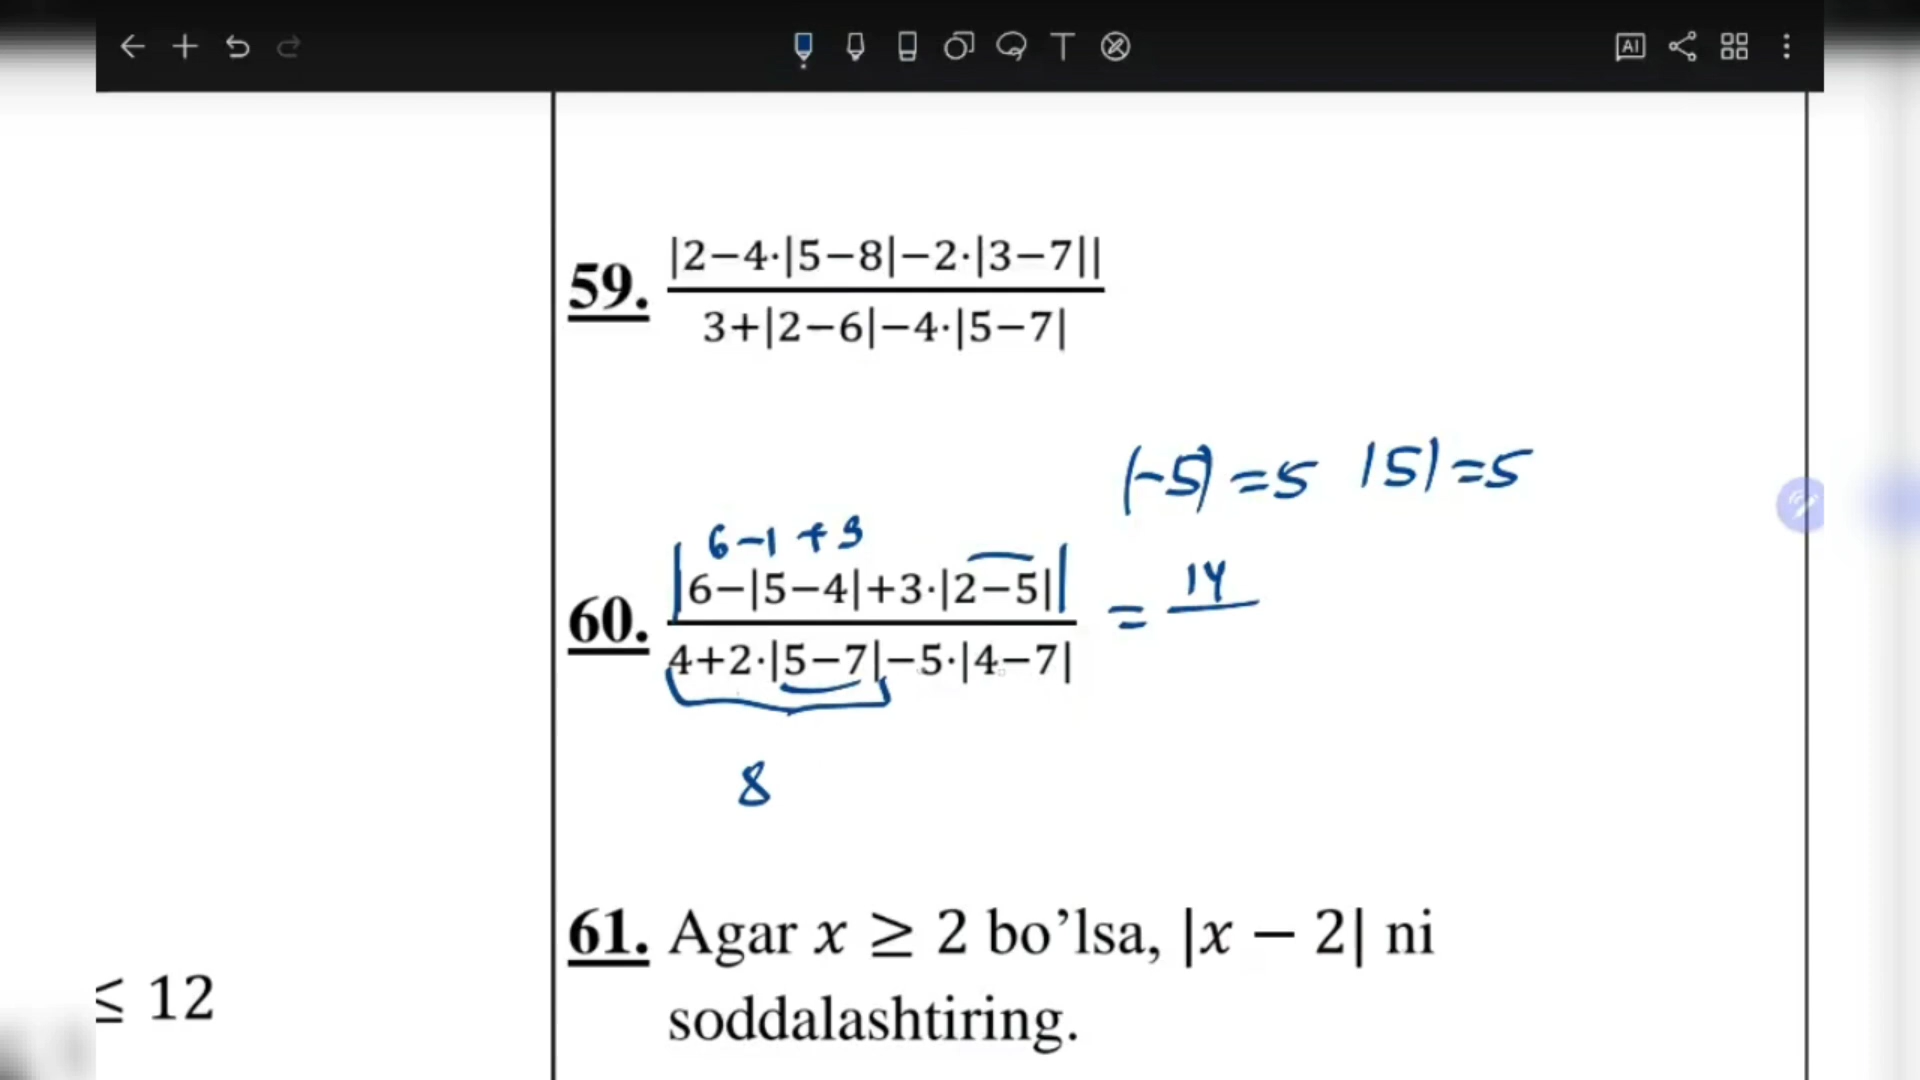 AI
T
59. |2−4·|5−8|−2·|3−7||
3+|2−6|−4·|5−7|
(-5) = 5 |5| = 5
6-1 + 9
60. |6−|5−4|+3·|2−5|| = 14
4+2·|5−7|−5·|4−7|
8
61. Agar x ≥ 2 bo’lsa, |x − 2| ni
≤ 12
soddalashtiring.